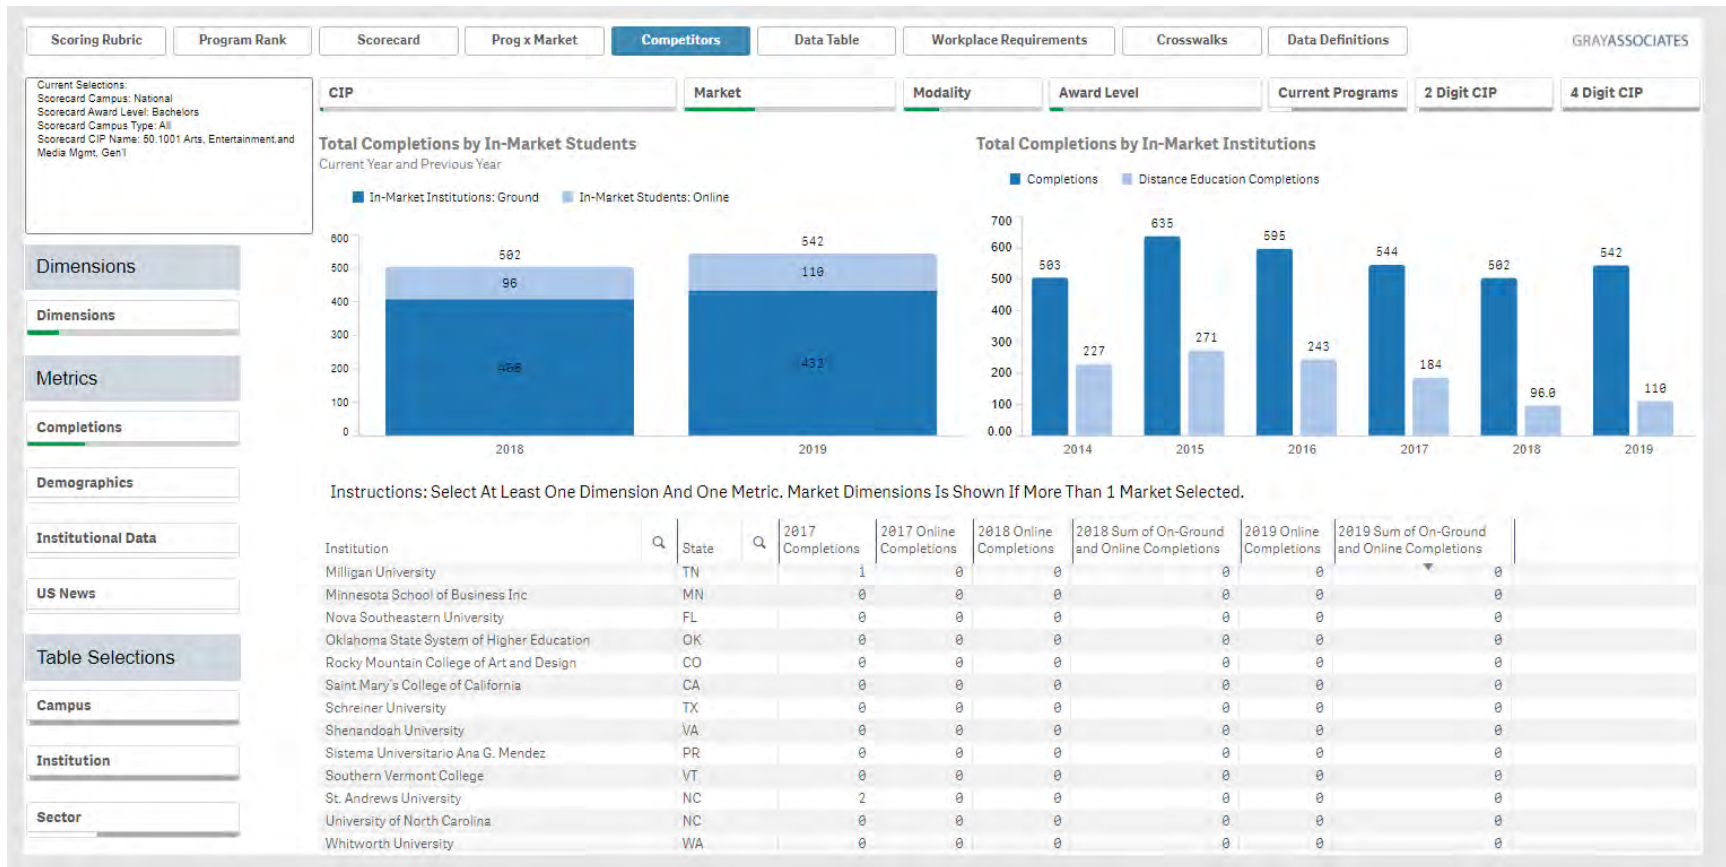 Scoring Rubric
Program Rank
Scorecard
Prog x Market
Competitors
Data Table
Workplace Requirements
Crosswalks
Data Definitions
GRAYASSOCIATES
Current Selections:
Scorecard Campus: National
Scorecard Award Level: Bachelors
Scorecard Campus Type: All
Scorecard CIP Name: 50.1001 Arts, Entertainment,and
Media Mgmt, Gen'l
CIP
Market
Modality
Award Level
Current Programs
2 Digit CIP
4 Digit CIP
Dimensions
Dimensions
Metrics
Completions
Demographics
Institutional Data
US News
Table Selections
Campus
Institution
Sector
Total Completions by In-Market Students
Current Year and Previous Year
In-Market Institutions: Ground
In-Market Students: Online
600
500
400
300
200
100
0
502
96
406
542
110
432
2018
2019
Total Completions by In-Market Institutions
Completions
Distance Education Completions
700
600
500
400
300
200
100
0.00
503
227
635
271
595
243
544
184
502
96.0
542
110
2014
2015
2016
2017
2018
2019
Instructions: Select At Least One Dimension And One Metric. Market Dimensions Is Shown If More Than 1 Market Selected.
Institution
State
2017
Completions
2017 Online
Completions
2018 Online
Completions
2018 Sum of On-Ground
and Online Completions
2019 Online
Completions
2019 Sum of On-Ground
and Online Completions
Milligan University TN 1 0 0 0 0 0
Minnesota School of Business Inc MN 0 0 0 0 0 0
Nova Southeastern University FL 0 0 0 0 0 0
Oklahoma State System of Higher Education OK 0 0 0 0 0 0
Rocky Mountain College of Art and Design CO 0 0 0 0 0 0
Saint Mary's College of California CA 0 0 0 0 0 0
Schreiner University TX 0 0 0 0 0 0
Shenandoah University VA 0 0 0 0 0 0
Sistema Universitario Ana G. Mendez PR 0 0 0 0 0 0
Southern Vermont College VT 0 0 0 0 0 0
St. Andrews University NC 2 0 0 0 0 0
University of North Carolina NC 0 0 0 0 0 0
Whitworth University WA 0 0 0 0 0 0